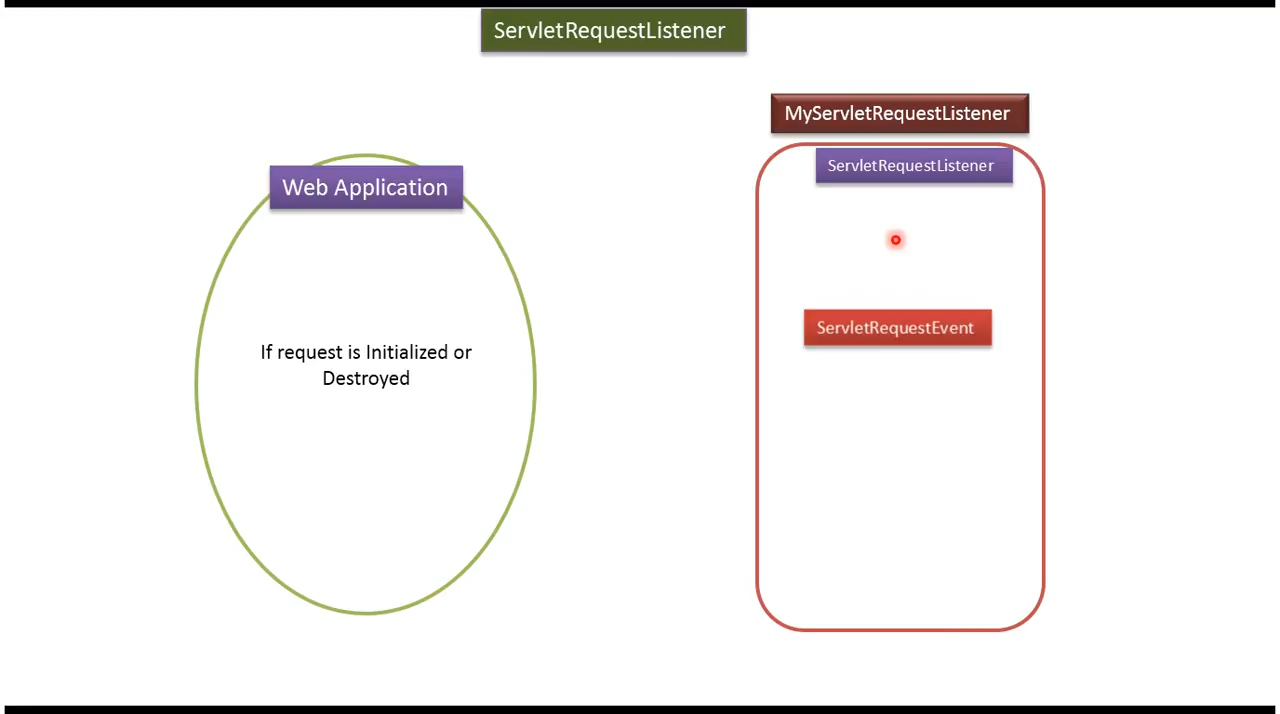 ServletRequestListener
MyServletRequestListener
ServletRequestListener
Web Application
ServletRequestEvent
If request is Initialized or
Destroyed